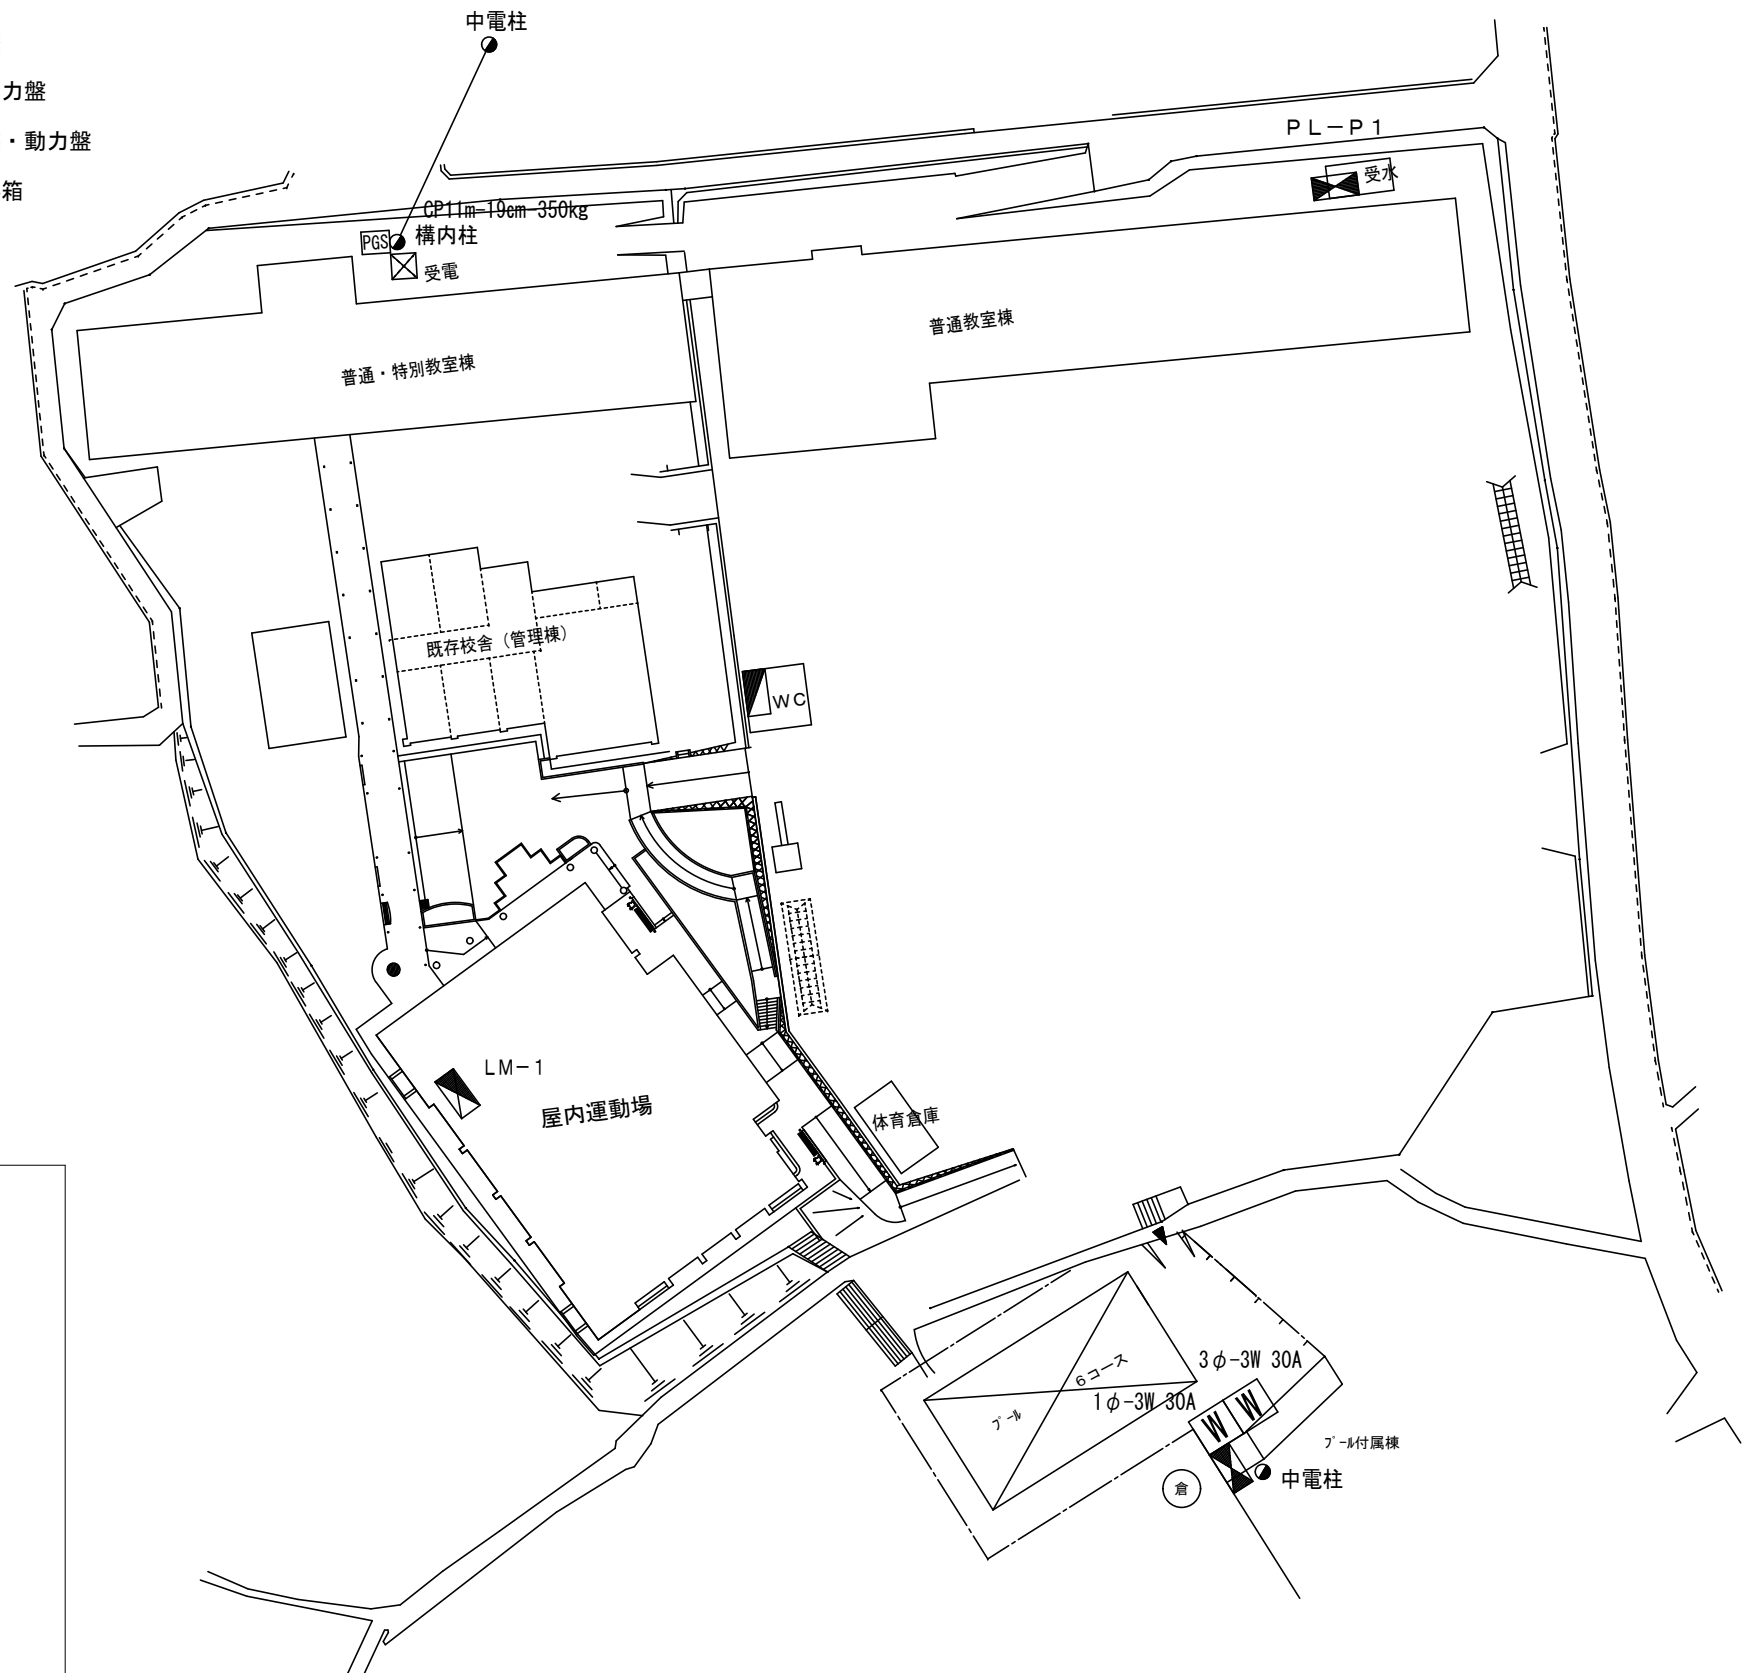 中電柱
力盤
・動力盤
箱
PL－P1
受水
CP11m-19cm-350kg
PGS
構内柱
受電
普通教室棟
普通・特別教室棟
既存校舎（管理棟）
WC
LM－1
屋内運動場
体育倉庫
3φ-3W 30A
6コース
1φ-3W 30A
プール
W W
プール付属棟
中電柱
倉